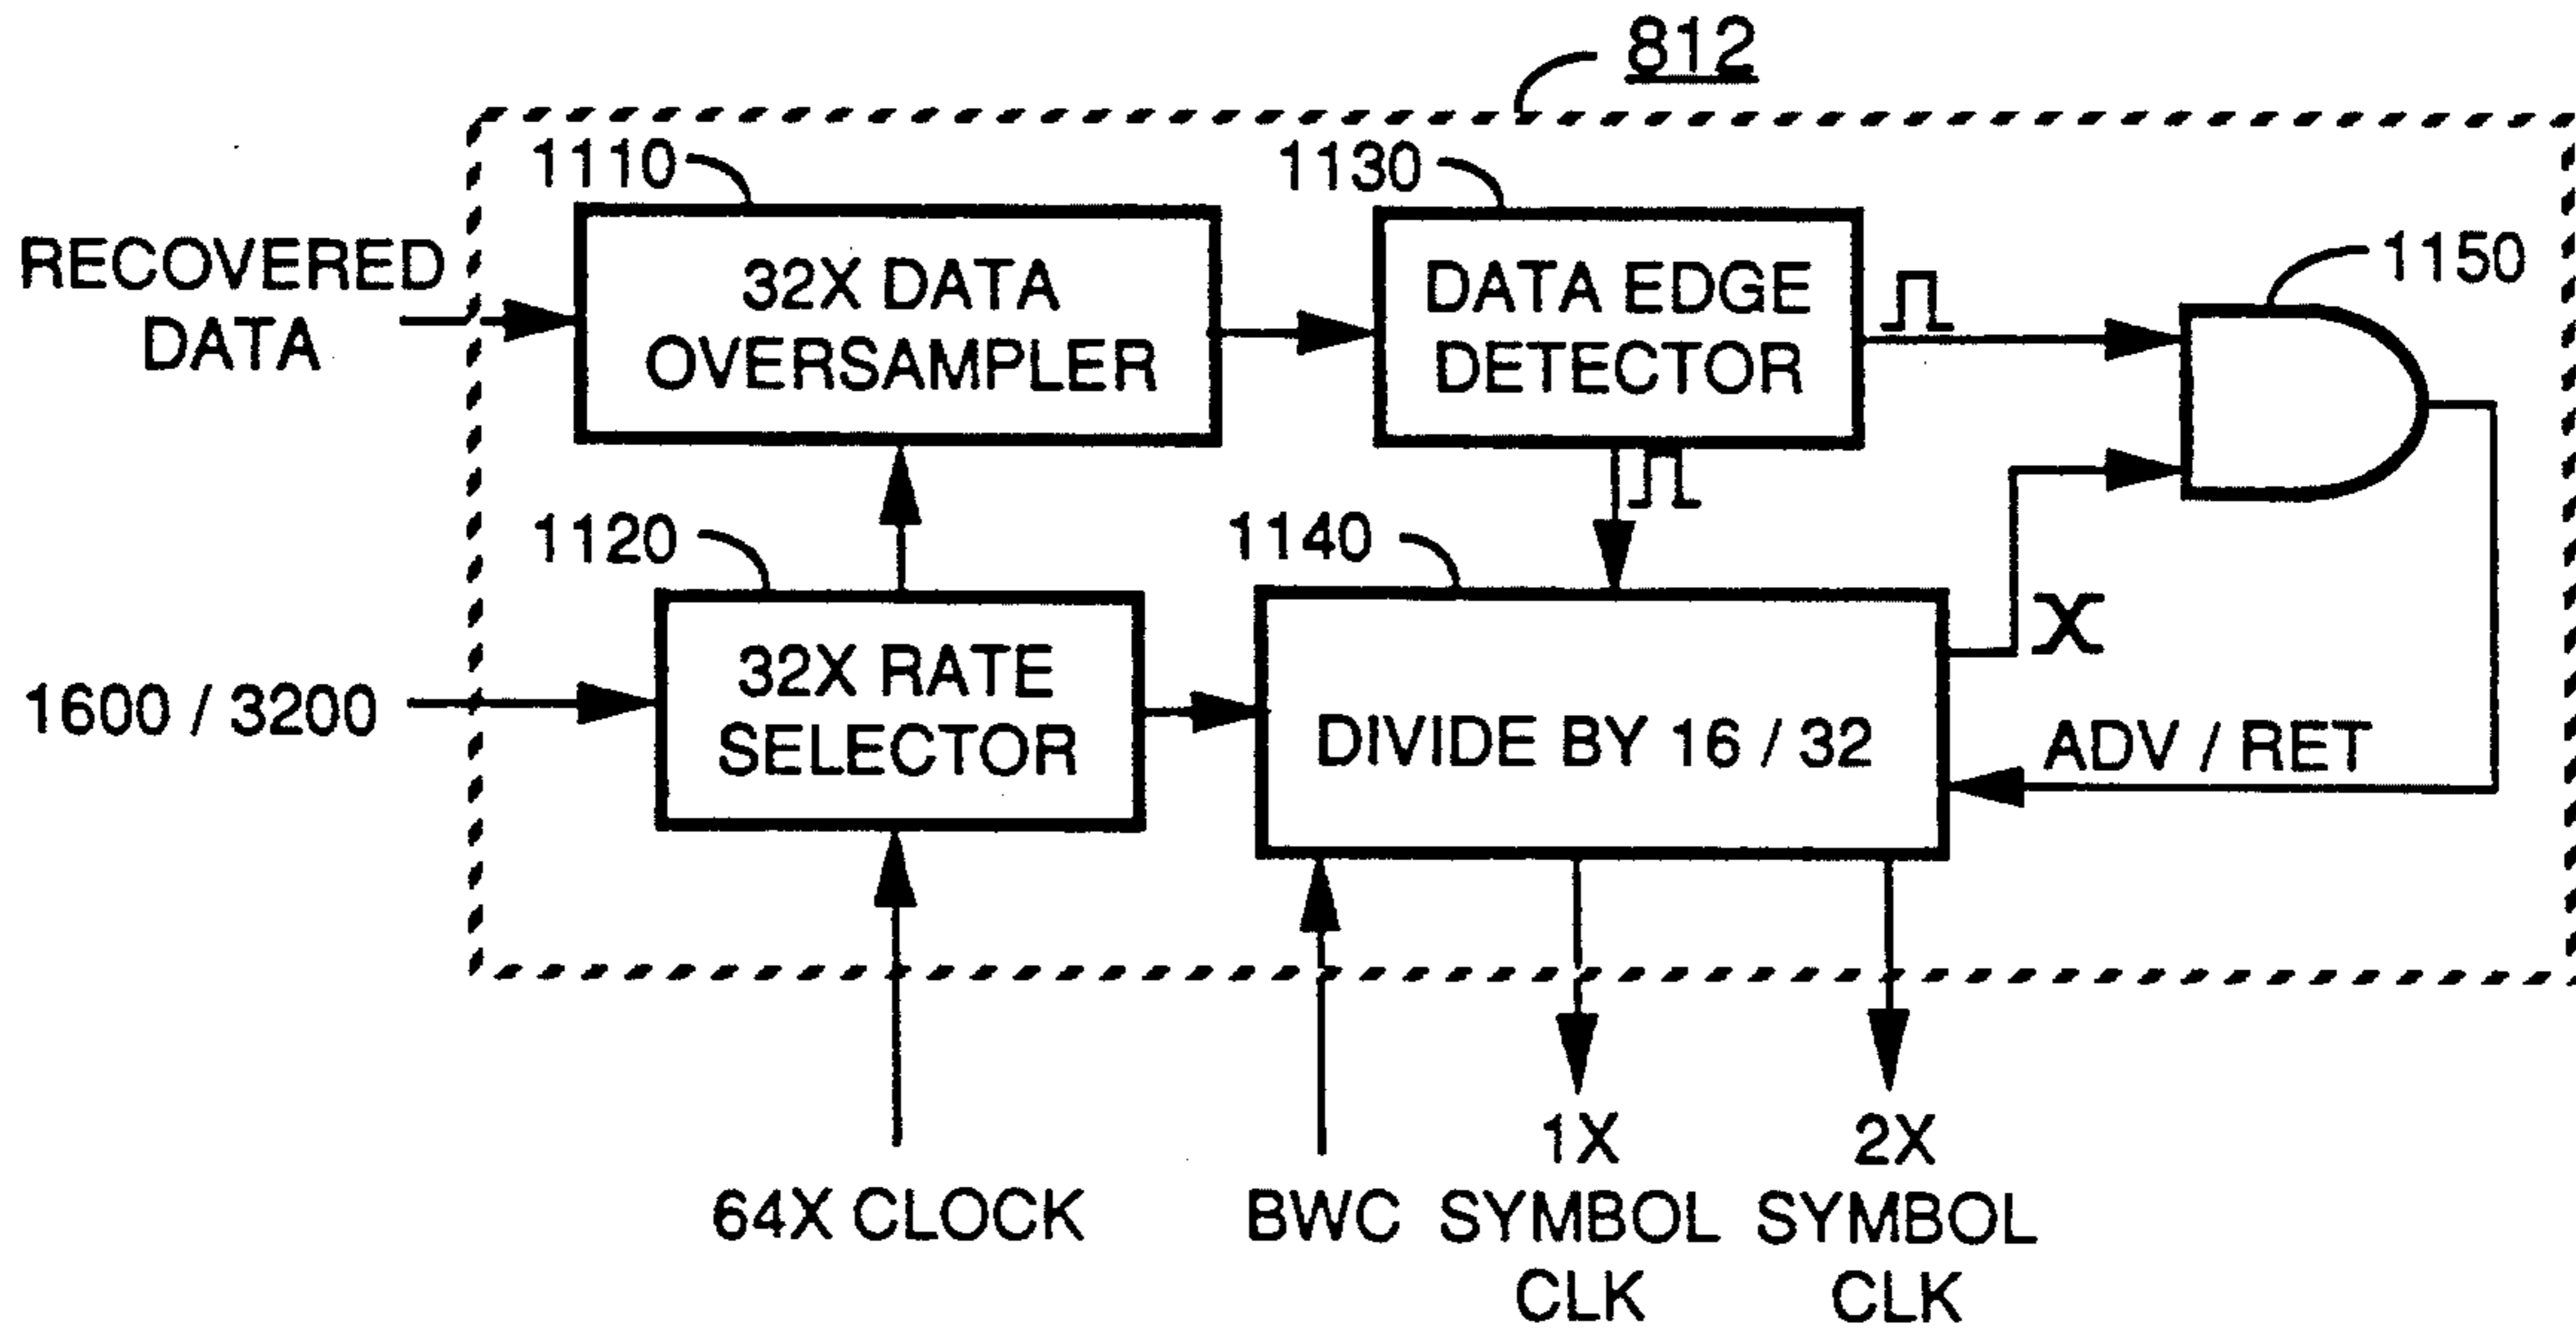 812
1110
1130
1150
RECOVERED
DATA
32X DATA
OVERSAMPLER
DATA EDGE
DETECTOR
1120
1140
1600 / 3200
32X RATE
SELECTOR
DIVIDE BY 16 / 32
ADV / RET
64X CLOCK
BWC
1X
SYMBOL
CLK
2X
SYMBOL
CLK